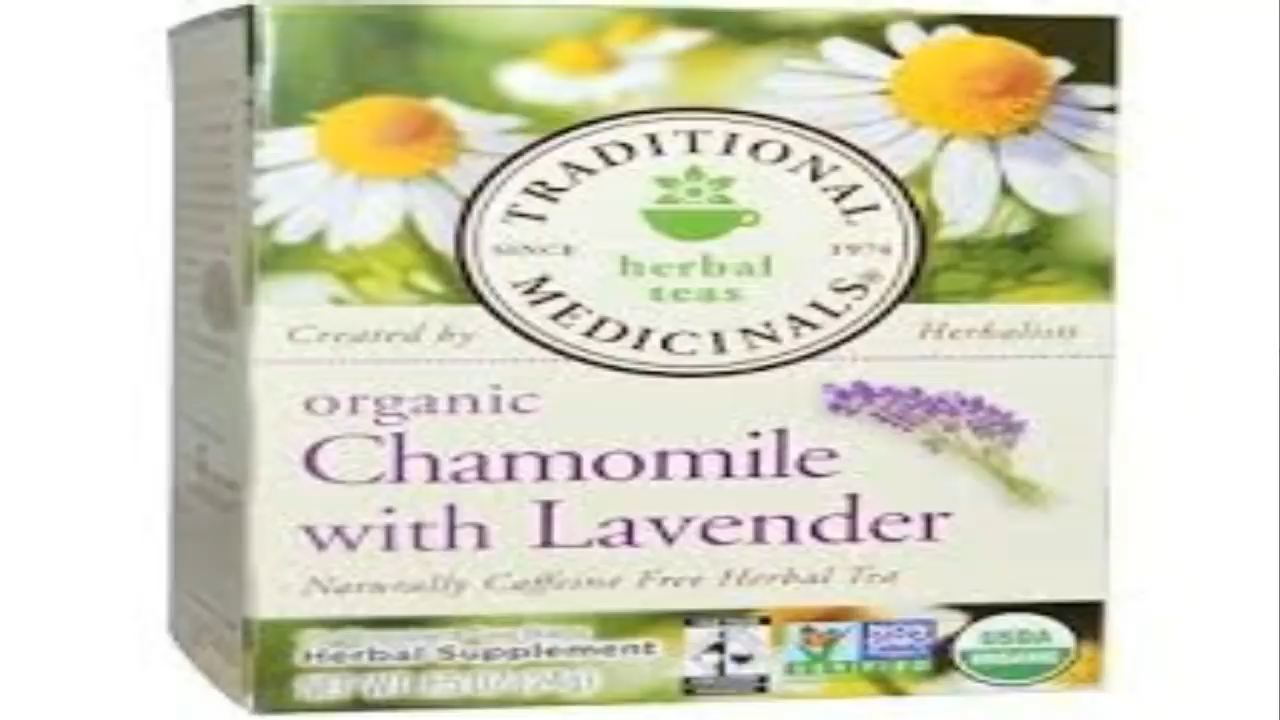 TRADITIONAL
SINCE 1974
herbal
teas
MEDICINALS®
Created by Herbalists
organic
Chamomile
with Lavender
Naturally Caffeine Free Herbal Tea
Herbal Supplement
USDA
ORGANIC